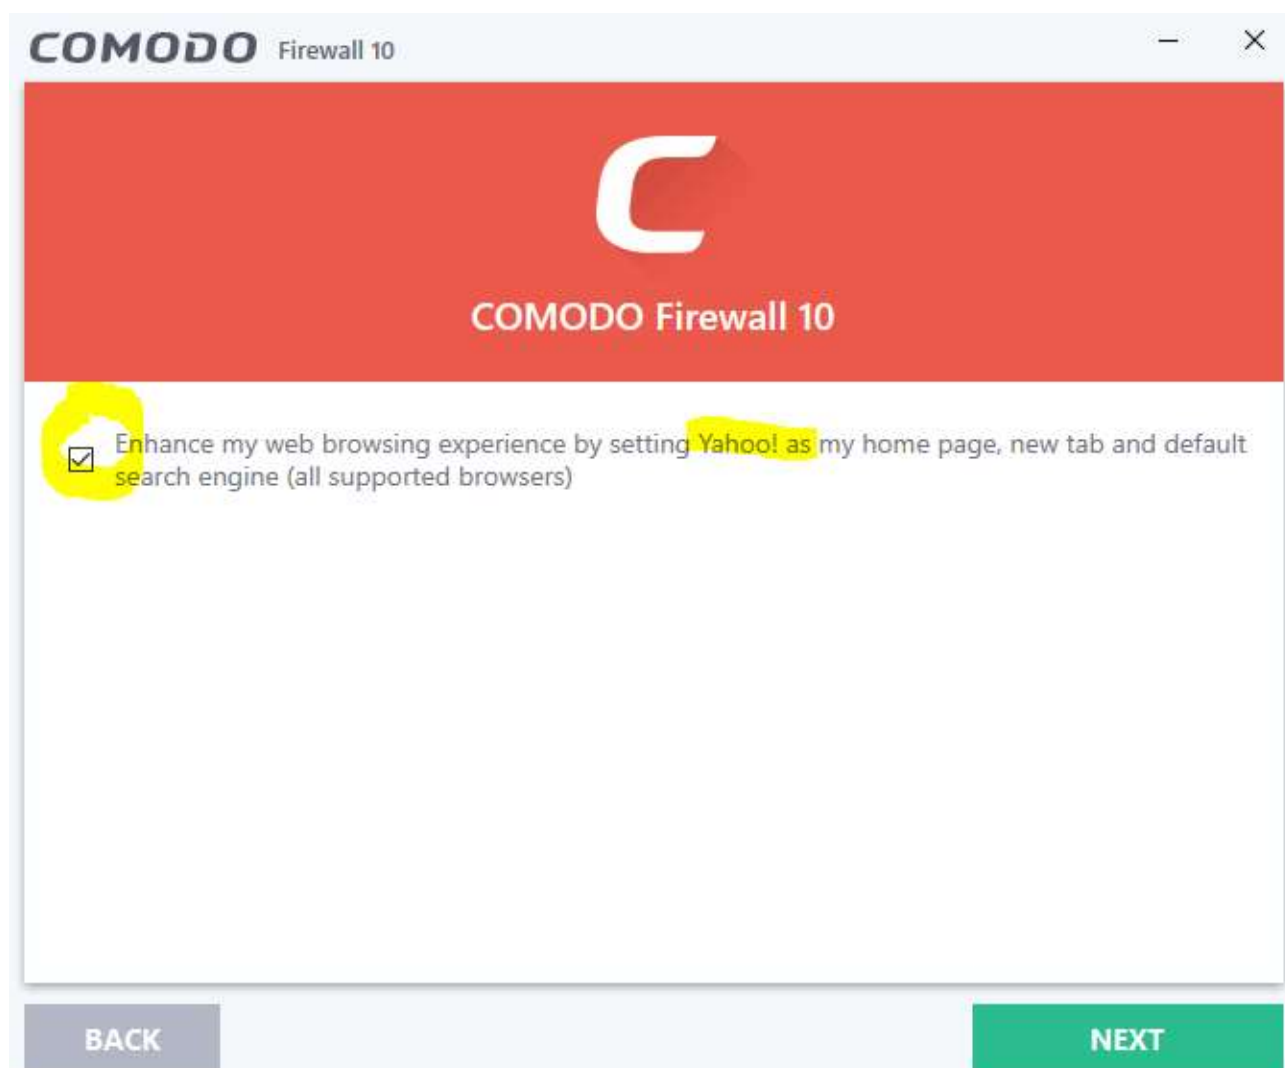 COMODO Firewall 10
COMODO Firewall 10
Enhance my web browsing experience by setting Yahoo! as my home page, new tab and default
search engine (all supported browsers)
BACK
NEXT